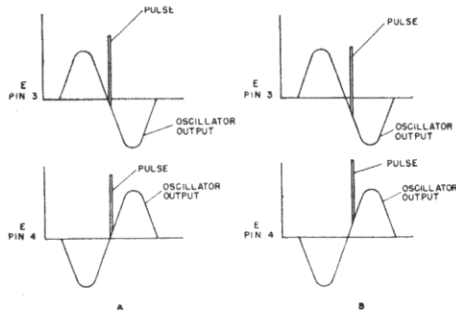 PULSE
E
PIN 3
OSCILLATOR
OUTPUT
PULSE
OSCILLATOR
OUTPUT
E
PIN 4
A
PULSE
E
PIN 3
OSCILLATOR
OUTPUT
PULSE
OSCILLATOR
OUTPUT
E
PIN 4
B